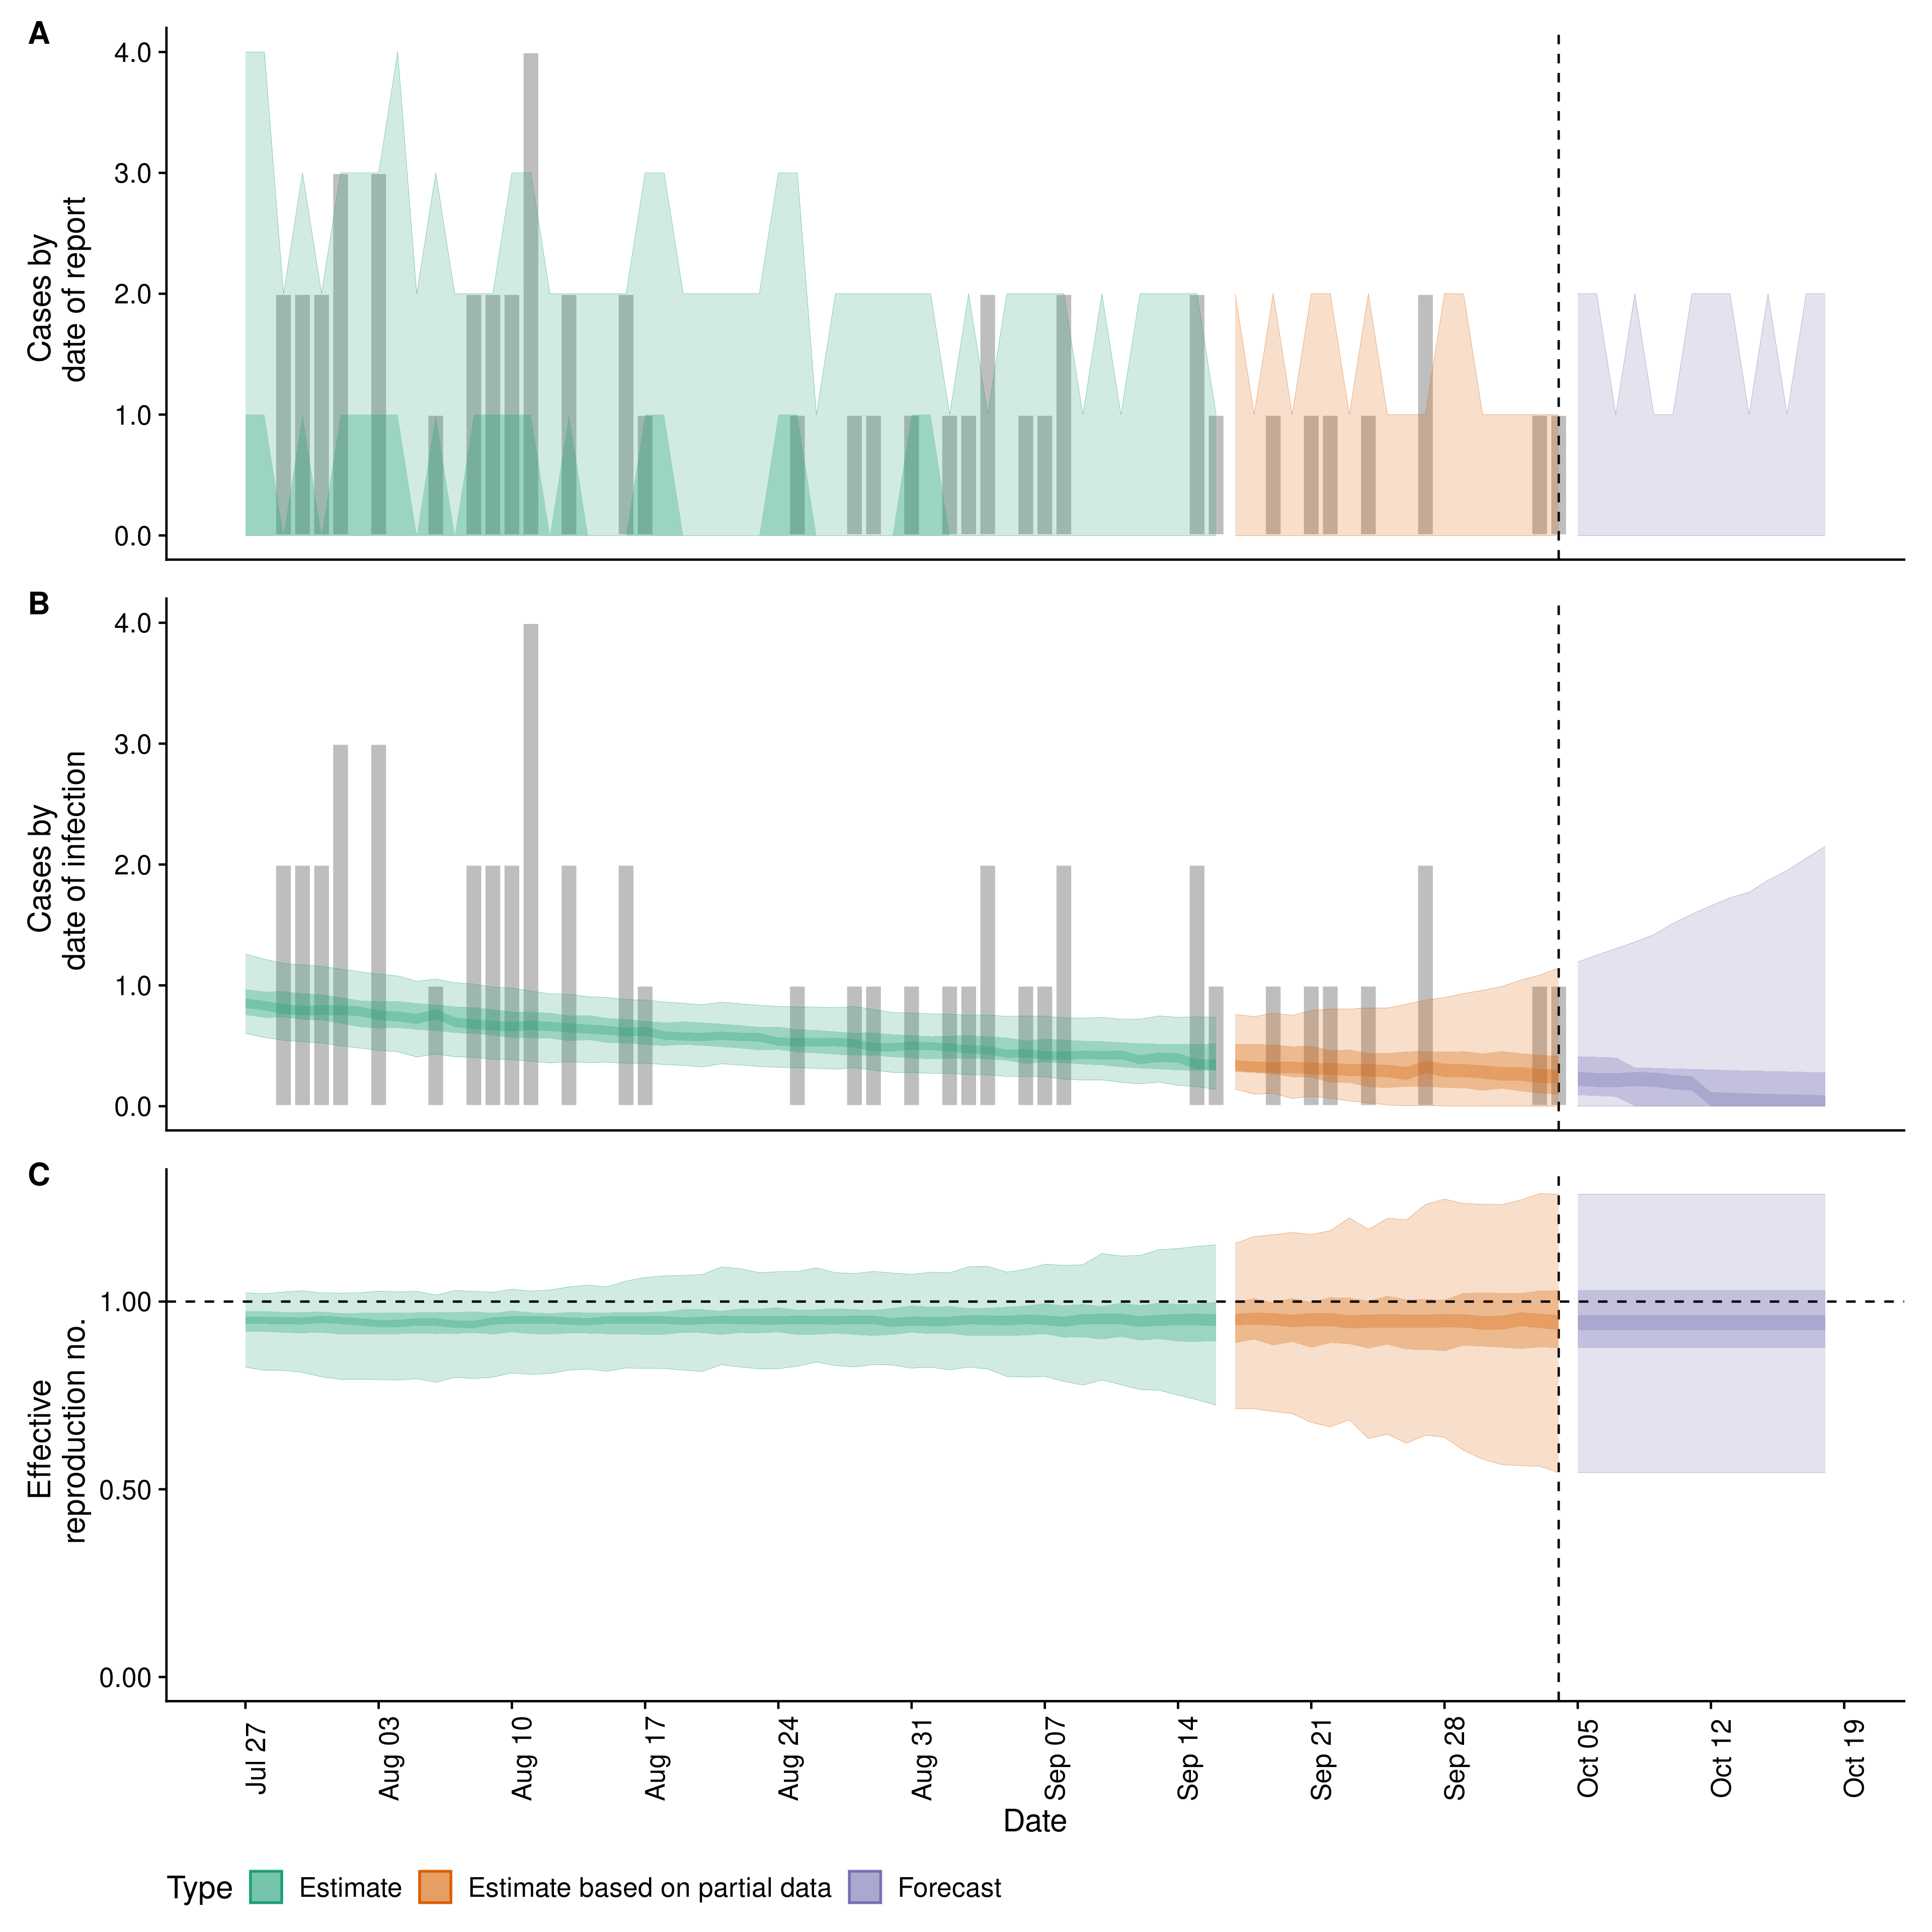 A
4.0
3.0
2.0
1.0
0.0
Cases by
date of report
B
4.0
3.0
2.0
1.0
0.0
Cases by
date of infection
C
1.00
0.50
0.00
Effective
reproduction no.
Jul 27
Aug 03
Aug 10
Aug 17
Aug 24
Aug 31
Sep 07
Sep 14
Sep 21
Sep 28
Oct 05
Oct 12
Oct 19
Date
Type
Estimate
Estimate based on partial data
Forecast